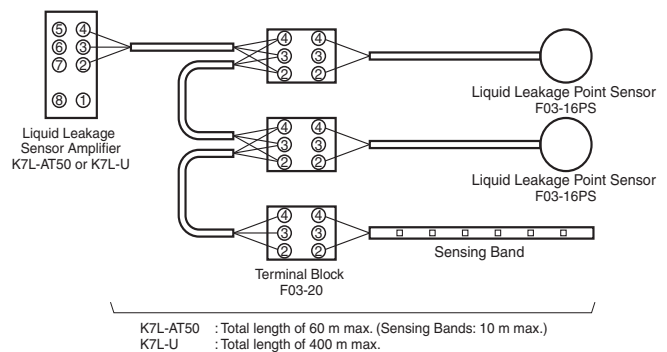 ⑤ ④
⑥ ③
⑦ ②
⑧ ①
Liquid Leakage
Sensor Amplifier
K7L-AT50 or K7L-U
④ ④
③ ③
② ②
Liquid Leakage Point Sensor
F03-16PS
④ ④
③ ③
② ②
Liquid Leakage Point Sensor
F03-16PS
④ ④
③ ③
② ②
Sensing Band
Terminal Block
F03-20
K7L-AT50 : Total length of 60 m max. (Sensing Bands: 10 m max.)
K7L-U : Total length of 400 m max.